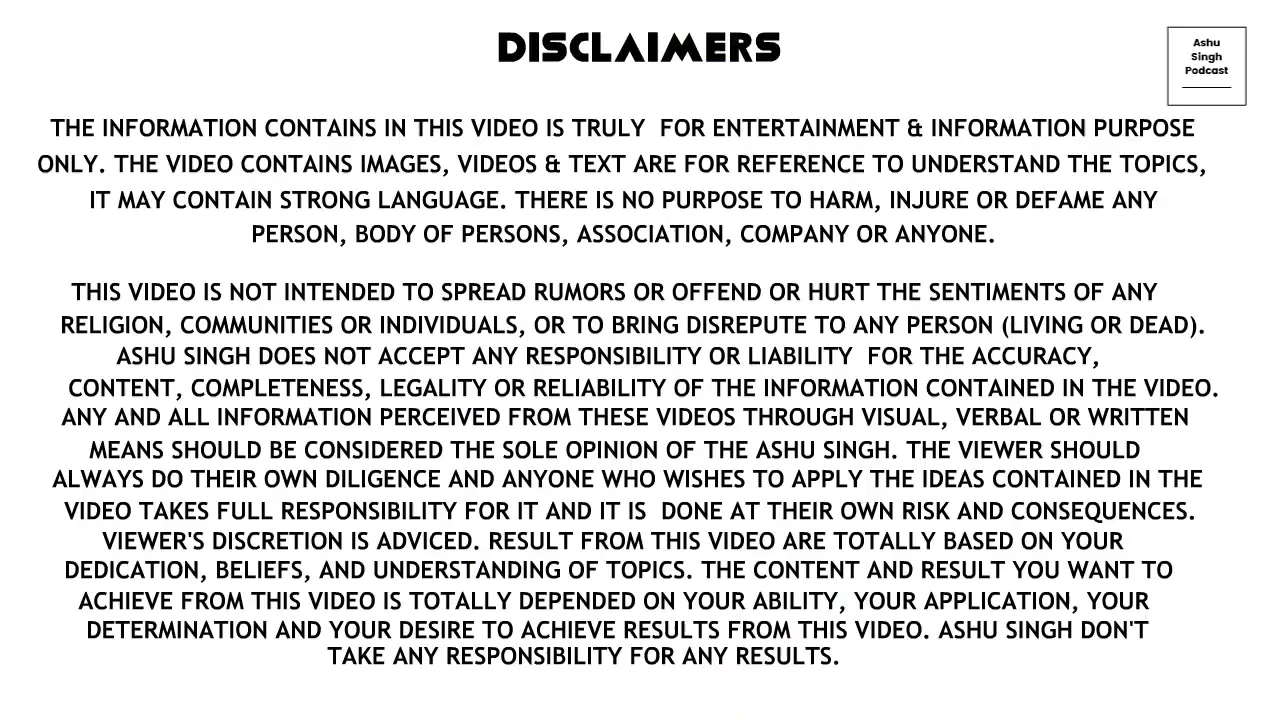 DISCLAIMERS
Ashu
Singh
Podcast
THE INFORMATION CONTAINS IN THIS VIDEO IS TRULY FOR ENTERTAINMENT & INFORMATION PURPOSE
ONLY. THE VIDEO CONTAINS IMAGES, VIDEOS & TEXT ARE FOR REFERENCE TO UNDERSTAND THE TOPICS,
IT MAY CONTAIN STRONG LANGUAGE. THERE IS NO PURPOSE TO HARM, INJURE OR DEFAME ANY
PERSON, BODY OF PERSONS, ASSOCIATION, COMPANY OR ANYONE.
THIS VIDEO IS NOT INTENDED TO SPREAD RUMORS OR OFFEND OR HURT THE SENTIMENTS OF ANY
RELIGION, COMMUNITIES OR INDIVIDUALS, OR TO BRING DISREPUTE TO ANY PERSON (LIVING OR DEAD).
ASHU SINGH DOES NOT ACCEPT ANY RESPONSIBILITY OR LIABILITY FOR THE ACCURACY,
CONTENT, COMPLETENESS, LEGALITY OR RELIABILITY OF THE INFORMATION CONTAINED IN THE VIDEO.
ANY AND ALL INFORMATION PERCEIVED FROM THESE VIDEOS THROUGH VISUAL, VERBAL OR WRITTEN
MEANS SHOULD BE CONSIDERED THE SOLE OPINION OF THE ASHU SINGH. THE VIEWER SHOULD
ALWAYS DO THEIR OWN DILIGENCE AND ANYONE WHO WISHES TO APPLY THE IDEAS CONTAINED IN THE
VIDEO TAKES FULL RESPONSIBILITY FOR IT AND IT IS DONE AT THEIR OWN RISK AND CONSEQUENCES.
VIEWER'S DISCRETION IS ADVICED. RESULT FROM THIS VIDEO ARE TOTALLY BASED ON YOUR
DEDICATION, BELIEFS, AND UNDERSTANDING OF TOPICS. THE CONTENT AND RESULT YOU WANT TO
ACHIEVE FROM THIS VIDEO IS TOTALLY DEPENDED ON YOUR ABILITY, YOUR APPLICATION, YOUR
DETERMINATION AND YOUR DESIRE TO ACHIEVE RESULTS FROM THIS VIDEO. ASHU SINGH DON'T
TAKE ANY RESPONSIBILITY FOR ANY RESULTS.